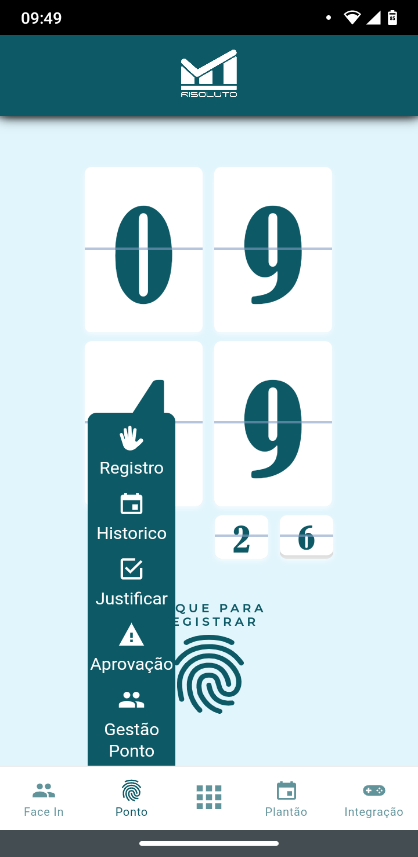 09:49
RISOLUTO
0 9
9
2 6
QUE PARA
EGISTRAR
Registro
Historico
Justificar
Aprovação
Gestão
Ponto
Face In
Ponto
Plantão
Integração